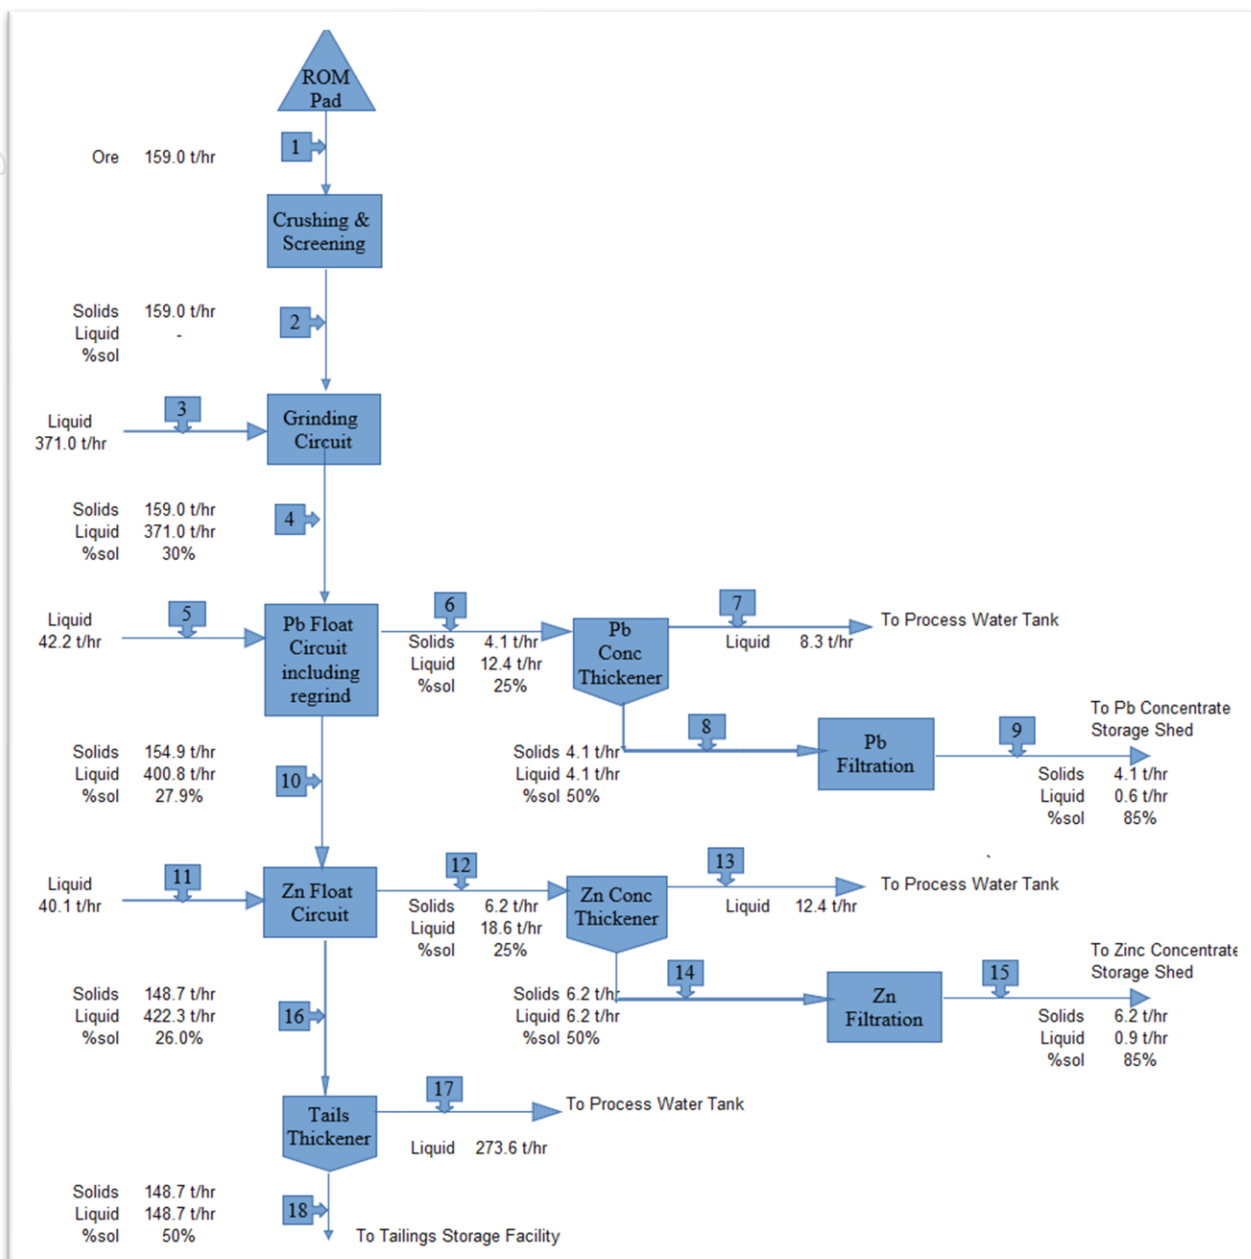 ROM
Pad
1
Ore 159.0 t/hr
Crushing &
Screening
Solids 159.0 t/hr
Liquid -
%sol
2
3
Liquid
371.0 t/hr
Grinding
Circuit
Solids 159.0 t/hr
Liquid 371.0 t/hr
%sol 30%
4
5
Liquid
42.2 t/hr
Pb Float
Circuit
including
regrind
6
Solids 4.1 t/hr
Liquid 12.4 t/hr
%sol 25%
Pb
Conc
Thickener
7
Liquid 8.3 t/hr
To Process Water Tank
8
Solids 4.1 t/hr
Liquid 4.1 t/hr
%sol 50%
Pb
Filtration
9
To Pb Concentrate
Storage Shed
Solids 4.1 t/hr
Liquid 0.6 t/hr
%sol 85%
Solids 154.9 t/hr
Liquid 400.8 t/hr
%sol 27.9%
10
11
Liquid
40.1 t/hr
Zn Float
Circuit
12
Solids 6.2 t/hr
Liquid 18.6 t/hr
%sol 25%
Zn Conc
Thickener
13
Liquid 12.4 t/hr
To Process Water Tank
14
Solids 6.2 t/hr
Liquid 6.2 t/hr
%sol 50%
Zn
Filtration
15
To Zinc Concentrate
Storage Shed
Solids 6.2 t/hr
Liquid 0.9 t/hr
%sol 85%
Solids 148.7 t/hr
Liquid 422.3 t/hr
%sol 26.0%
16
Tails
Thickener
17
Liquid 273.6 t/hr
To Process Water Tank
Solids 148.7 t/hr
Liquid 148.7 t/hr
%sol 50%
18
To Tailings Storage Facility